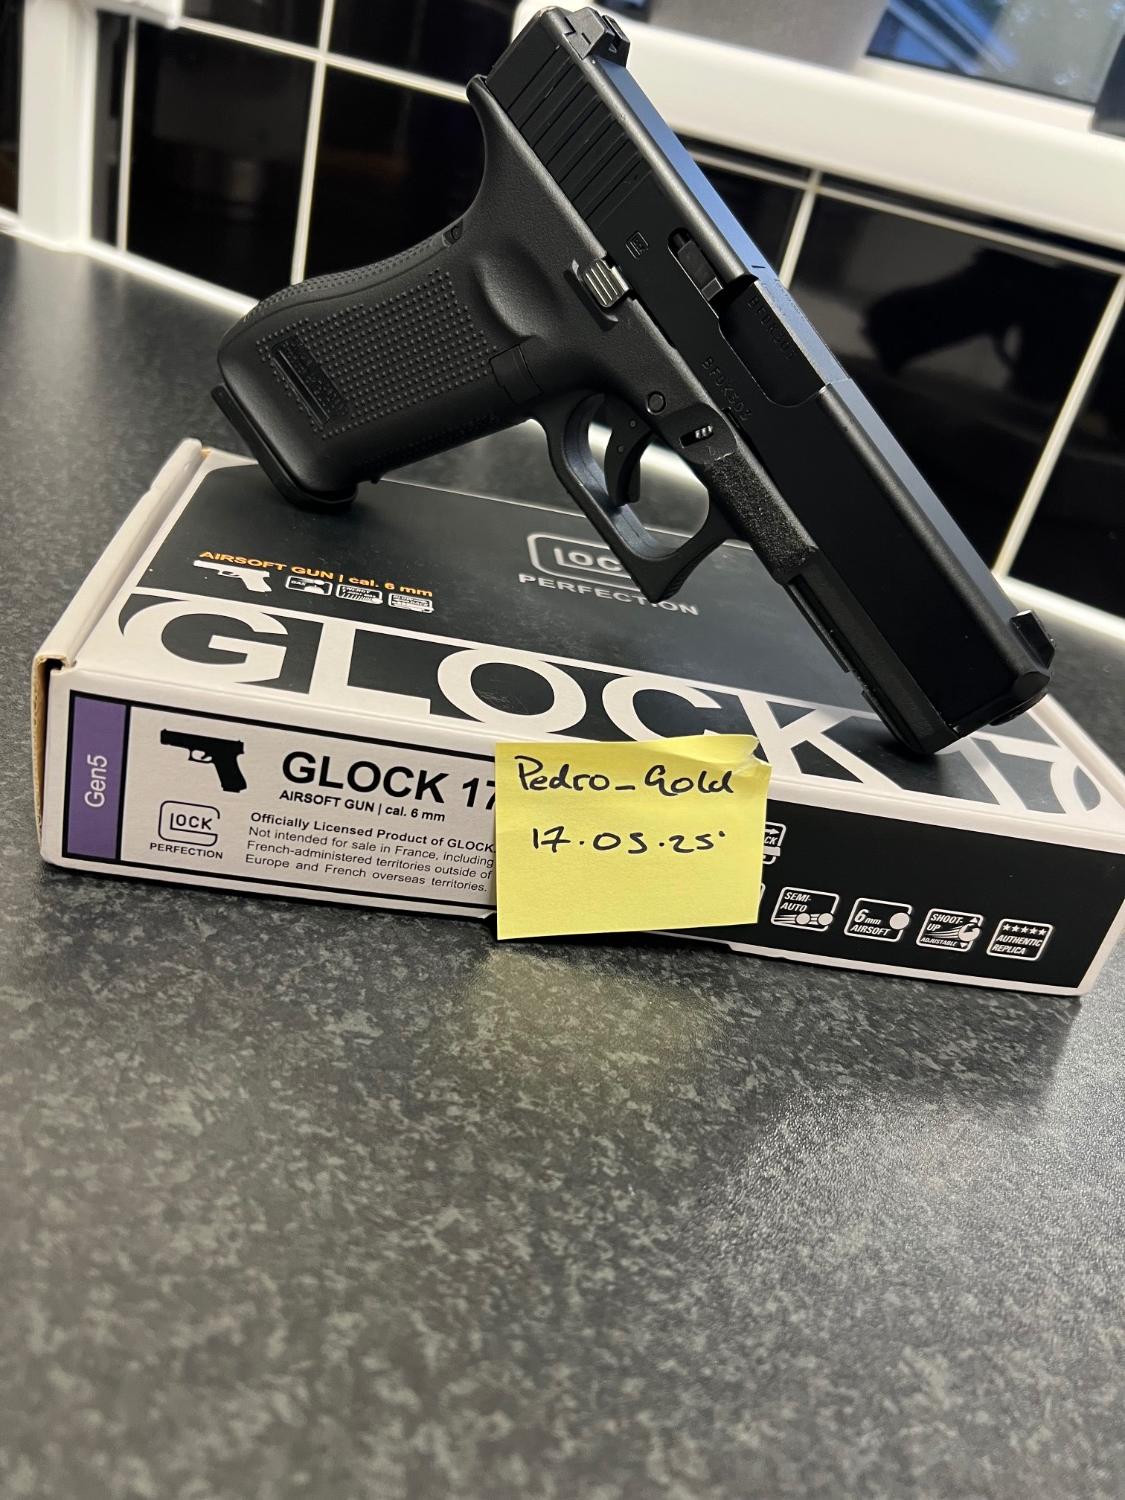 AIRSOFT GUN | cal. 6 mm
GAS
PERFECTION
GLOCK 17
Gen5
GLOCK 17
AIRSOFT GUN | cal. 6 mm
GLOCK
PERFECTION
Officially Licensed Product of GLOCK
Not intended for sale in France, including
French-administered territories outside of
Europe and French overseas territories.
Pedro_Gold
17.05.25
SEMI-
AUTO
6mm
AIRSOFT
SHOOT-
UP
ADJUSTABLE
★★★★★
AUTHENTIC
REPLICA